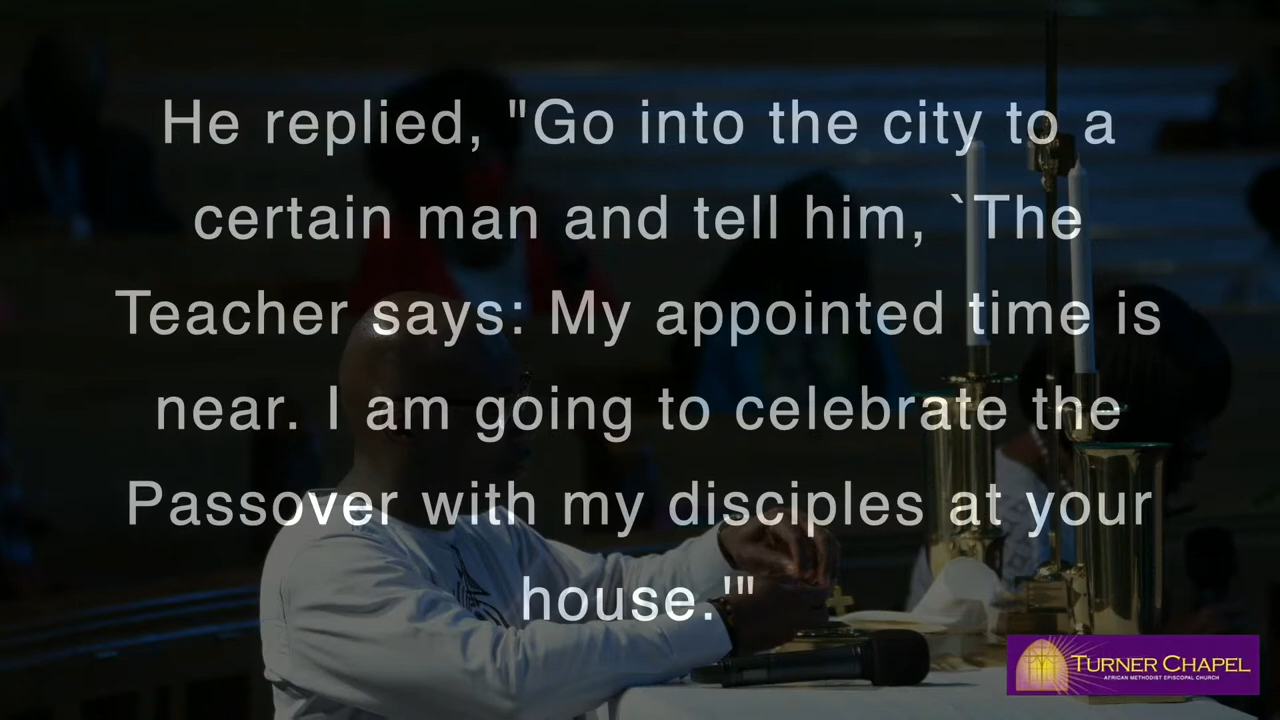 He replied, "Go into the city to a
certain man and tell him, `The
Teacher says: My appointed time is
near. I am going to celebrate the
Passover with my disciples at your
house.'"
TURNER CHAPEL
AFRICAN METHODIST EPISCOPAL CHURCH